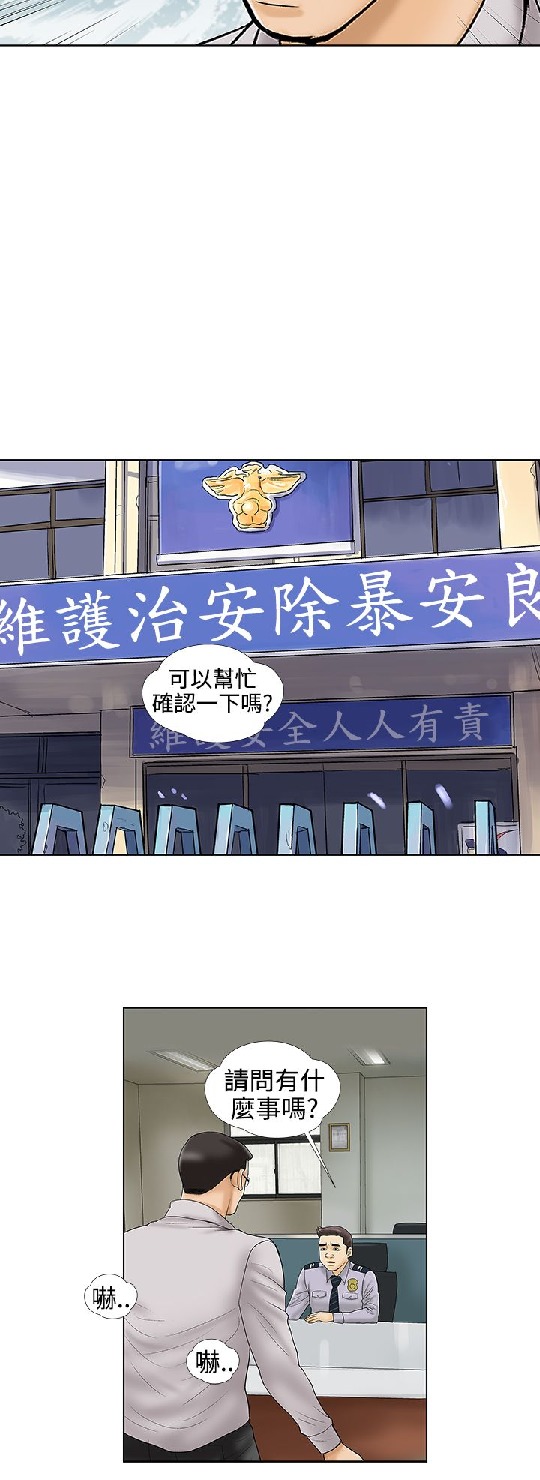 維護治安除暴安良
可以幫忙
確認一下嗎?
維護安全人人有責
請問有什
麼事嗎?
嚇..
嚇..